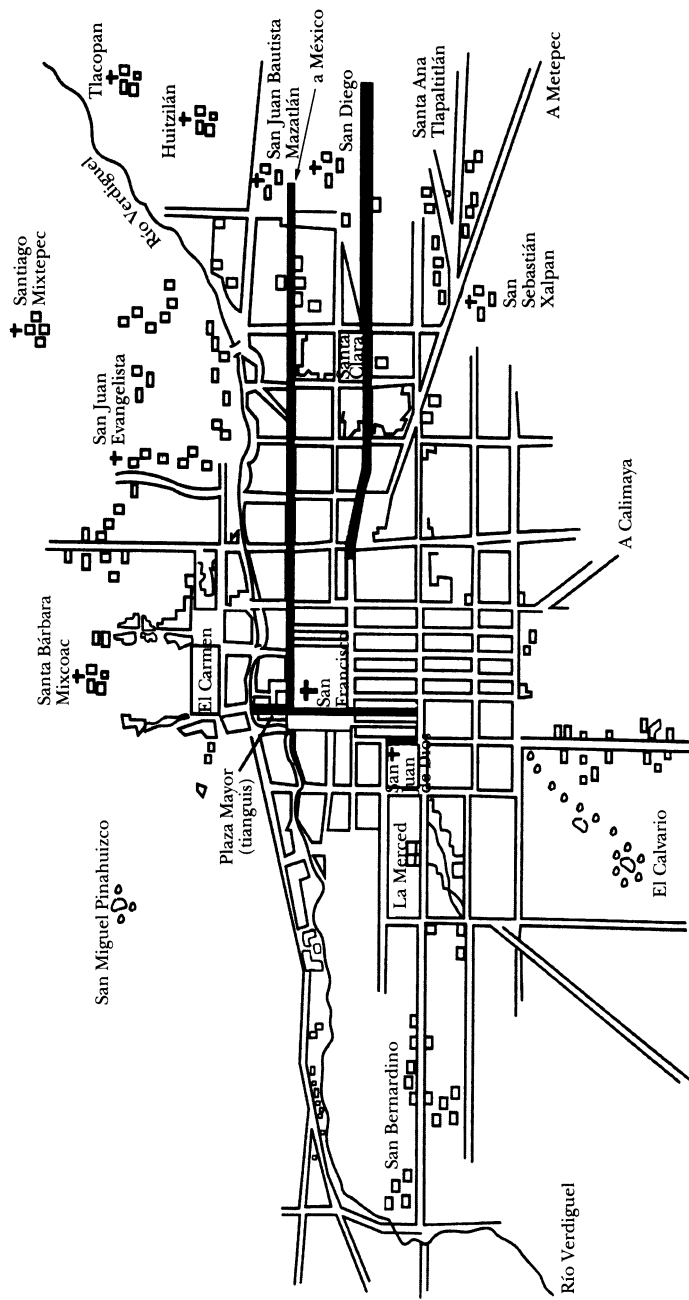 Tlacopan
Huitzilán
San Juan Bautista
Mazatlán
a México
San Diego
Santa Ana
Tlapaltitlán
A Metepec
Río Verdiguel
Santiago
Mixtepec
San
Sebastián
Xalpan
Santa
Clara
San Juan
Evangelista
A Calimaya
Santa Bárbara
Mixcoac
El Carmen
San
Francisco
Plaza Mayor
(tianguis)
San
Juan
de Dios
San Miguel Pinahuizco
La Merced
El Calvario
San Bernardino
Río Verdiguel